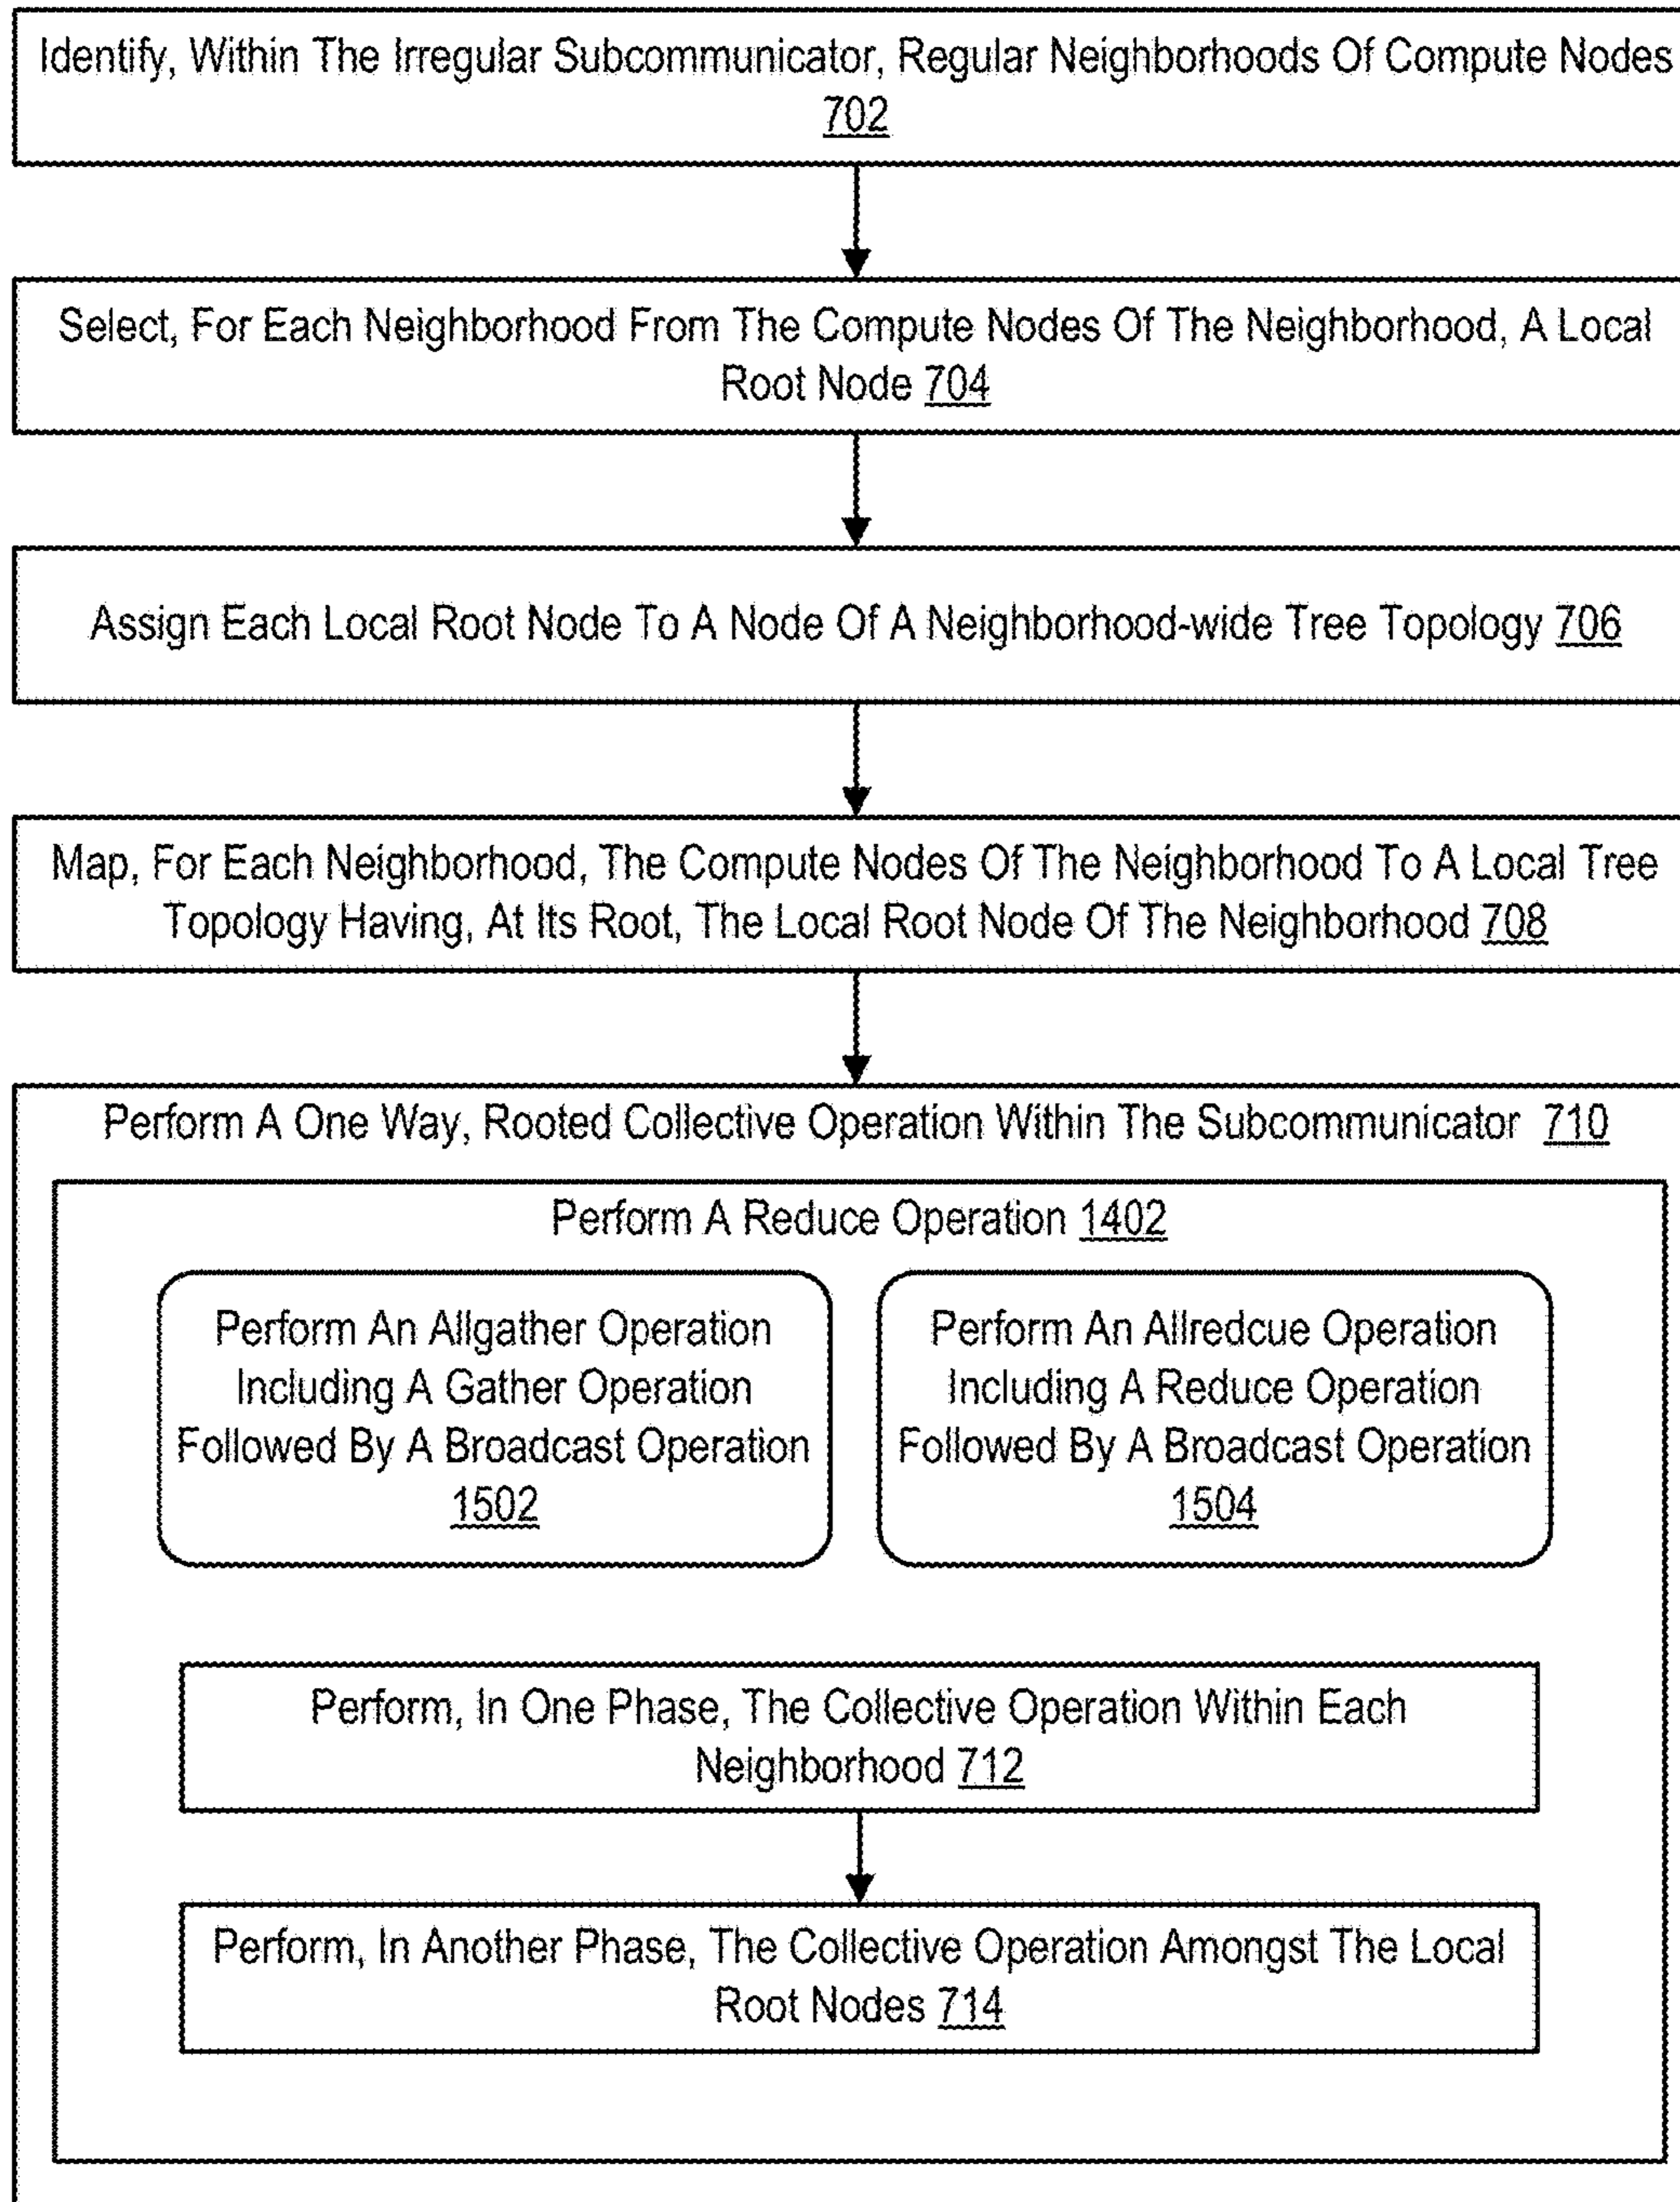 Identify, Within The Irregular Subcommunicator, Regular Neighborhoods Of Compute Nodes
702
Select, For Each Neighborhood From The Compute Nodes Of The Neighborhood, A Local
Root Node 704
Assign Each Local Root Node To A Node Of A Neighborhood-wide Tree Topology 706
Map, For Each Neighborhood, The Compute Nodes Of The Neighborhood To A Local Tree
Topology Having, At Its Root, The Local Root Node Of The Neighborhood 708
Perform A One Way, Rooted Collective Operation Within The Subcommunicator 710
Perform A Reduce Operation 1402
Perform An Allgather Operation
Including A Gather Operation
Followed By A Broadcast Operation
1502
Perform An Allredcue Operation
Including A Reduce Operation
Followed By A Broadcast Operation
1504
Perform, In One Phase, The Collective Operation Within Each
Neighborhood 712
Perform, In Another Phase, The Collective Operation Amongst The Local
Root Nodes 714